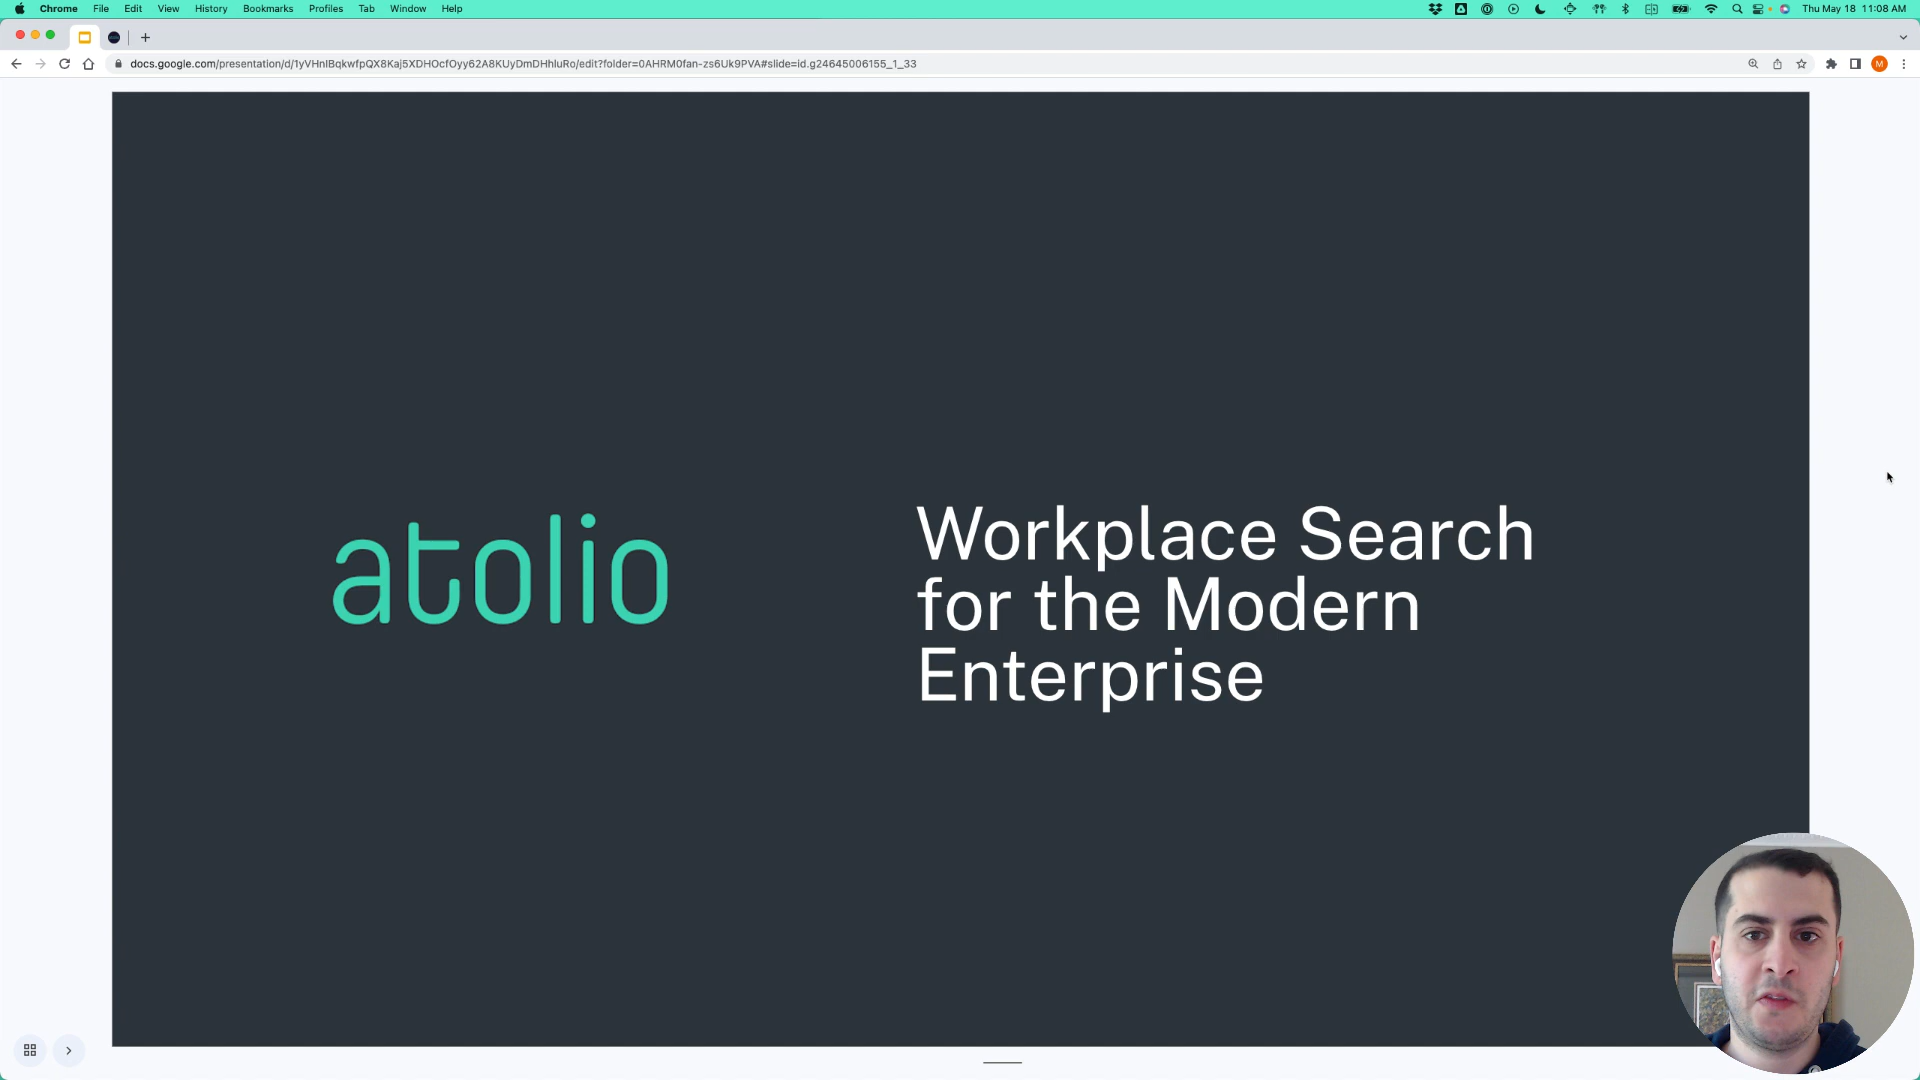 Chrome File Edit View History Bookmarks Profiles Tab Window Help Thu May 18 11:08 AM
docs.google.com/presentation/d/1yVHnIBqkwfpQX8Kaj5XDHOcfOyy62A8KUyDmDHhluRo/edit?folder=0AHRM0fan-zs6Uk9PVA#slide=id.g24645006155_1_33
M
atolio
Workplace Search
for the Modern
Enterprise